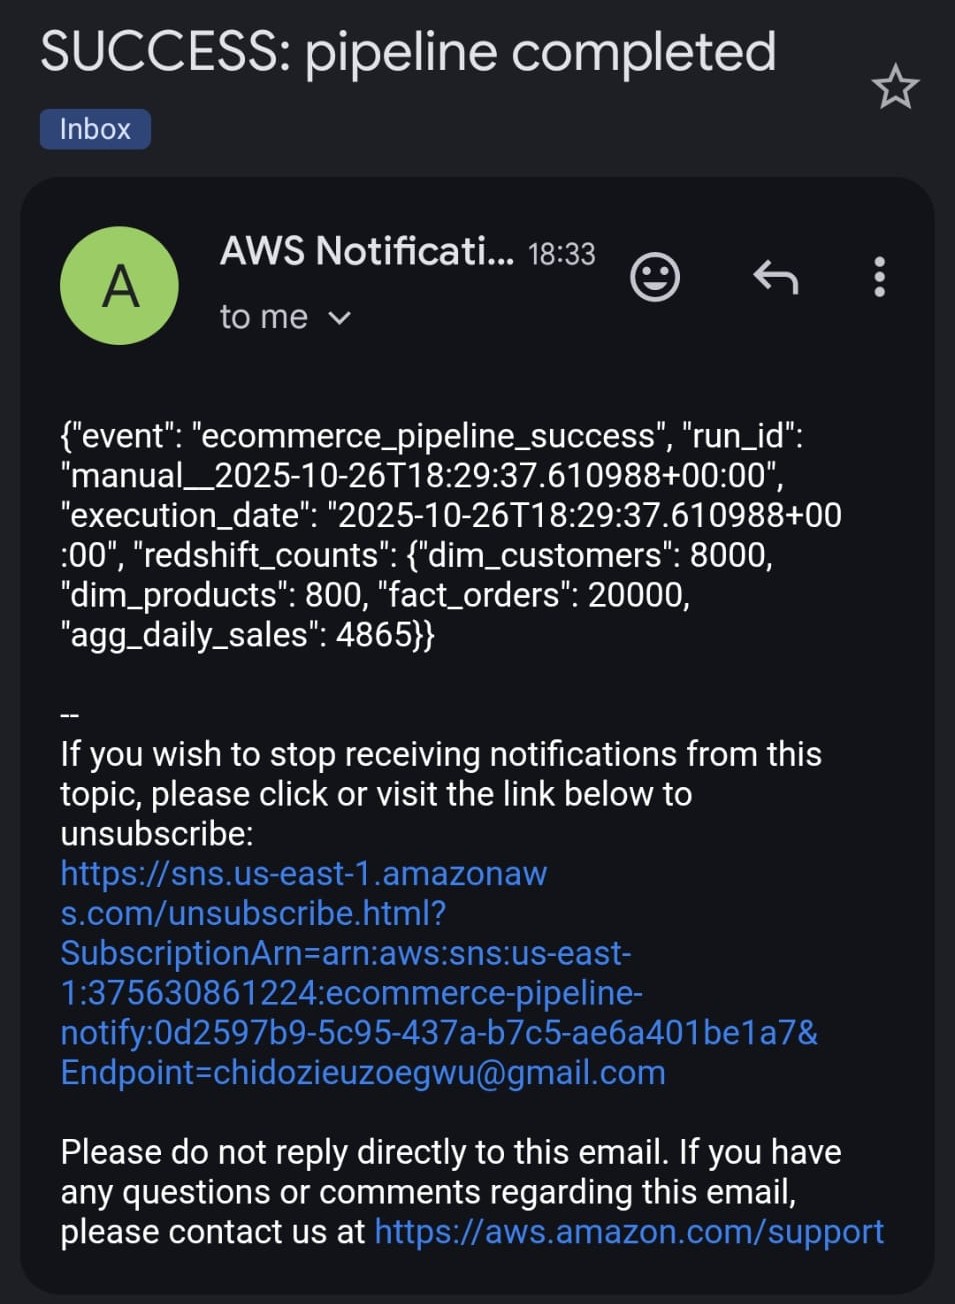 SUCCESS: pipeline completed
Inbox
A
AWS Notificati... 18:33
to me
{"event": "ecommerce_pipeline_success", "run_id":
"manual__2025-10-26T18:29:37.610988+00:00",
"execution_date": "2025-10-26T18:29:37.610988+00
:00", "redshift_counts": {"dim_customers": 8000,
"dim_products": 800, "fact_orders": 20000,
"agg_daily_sales": 4865}}
--
If you wish to stop receiving notifications from this
topic, please click or visit the link below to
unsubscribe:
https://sns.us-east-1.amazonaw
s.com/unsubscribe.html?
SubscriptionArn=arn:aws:sns:us-east-
1:375630861224:ecommerce-pipeline-
notify:0d2597b9-5c95-437a-b7c5-ae6a401be1a7&
Endpoint=chidozieuzoegwu@gmail.com
Please do not reply directly to this email. If you have
any questions or comments regarding this email,
please contact us at https://aws.amazon.com/support